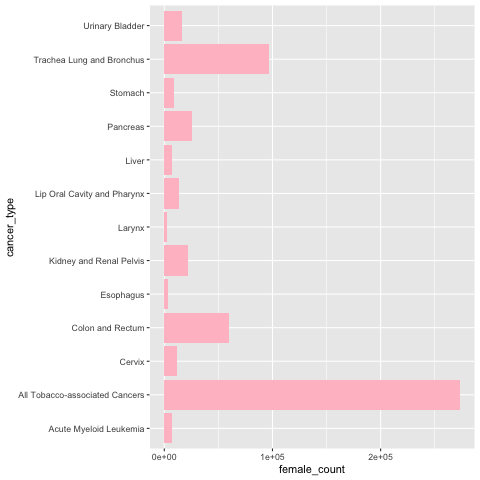 Urinary Bladder
Trachea Lung and Bronchus
Stomach
Pancreas
Liver
Lip Oral Cavity and Pharynx
Larynx
Kidney and Renal Pelvis
Esophagus
Colon and Rectum
Cervix
All Tobacco-associated Cancers
Acute Myeloid Leukemia
cancer_type
0e+00 1e+05 2e+05
female_count